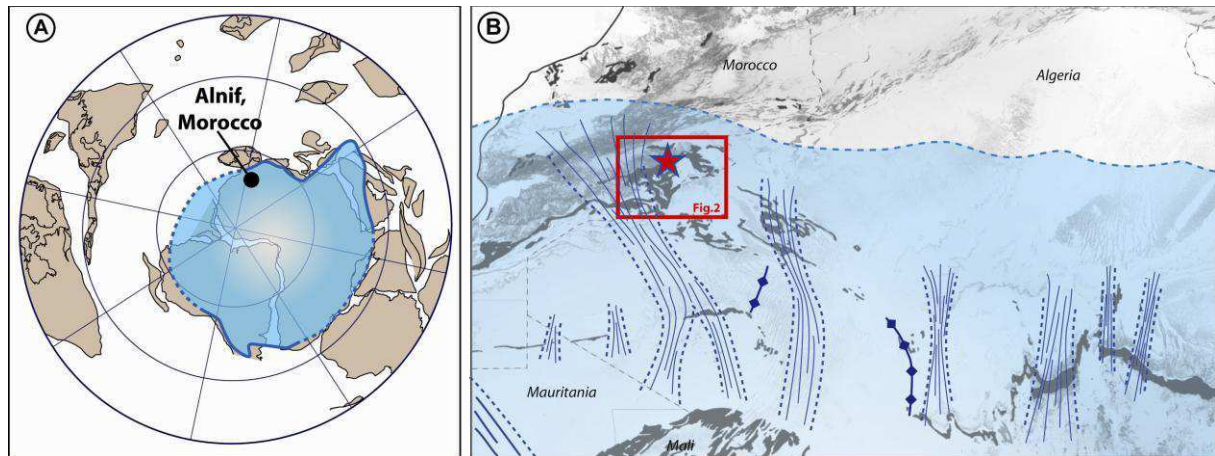 A
Alnif,
Morocco
B
Morocco
Algeria
Fig.2
Mauritania
Mali